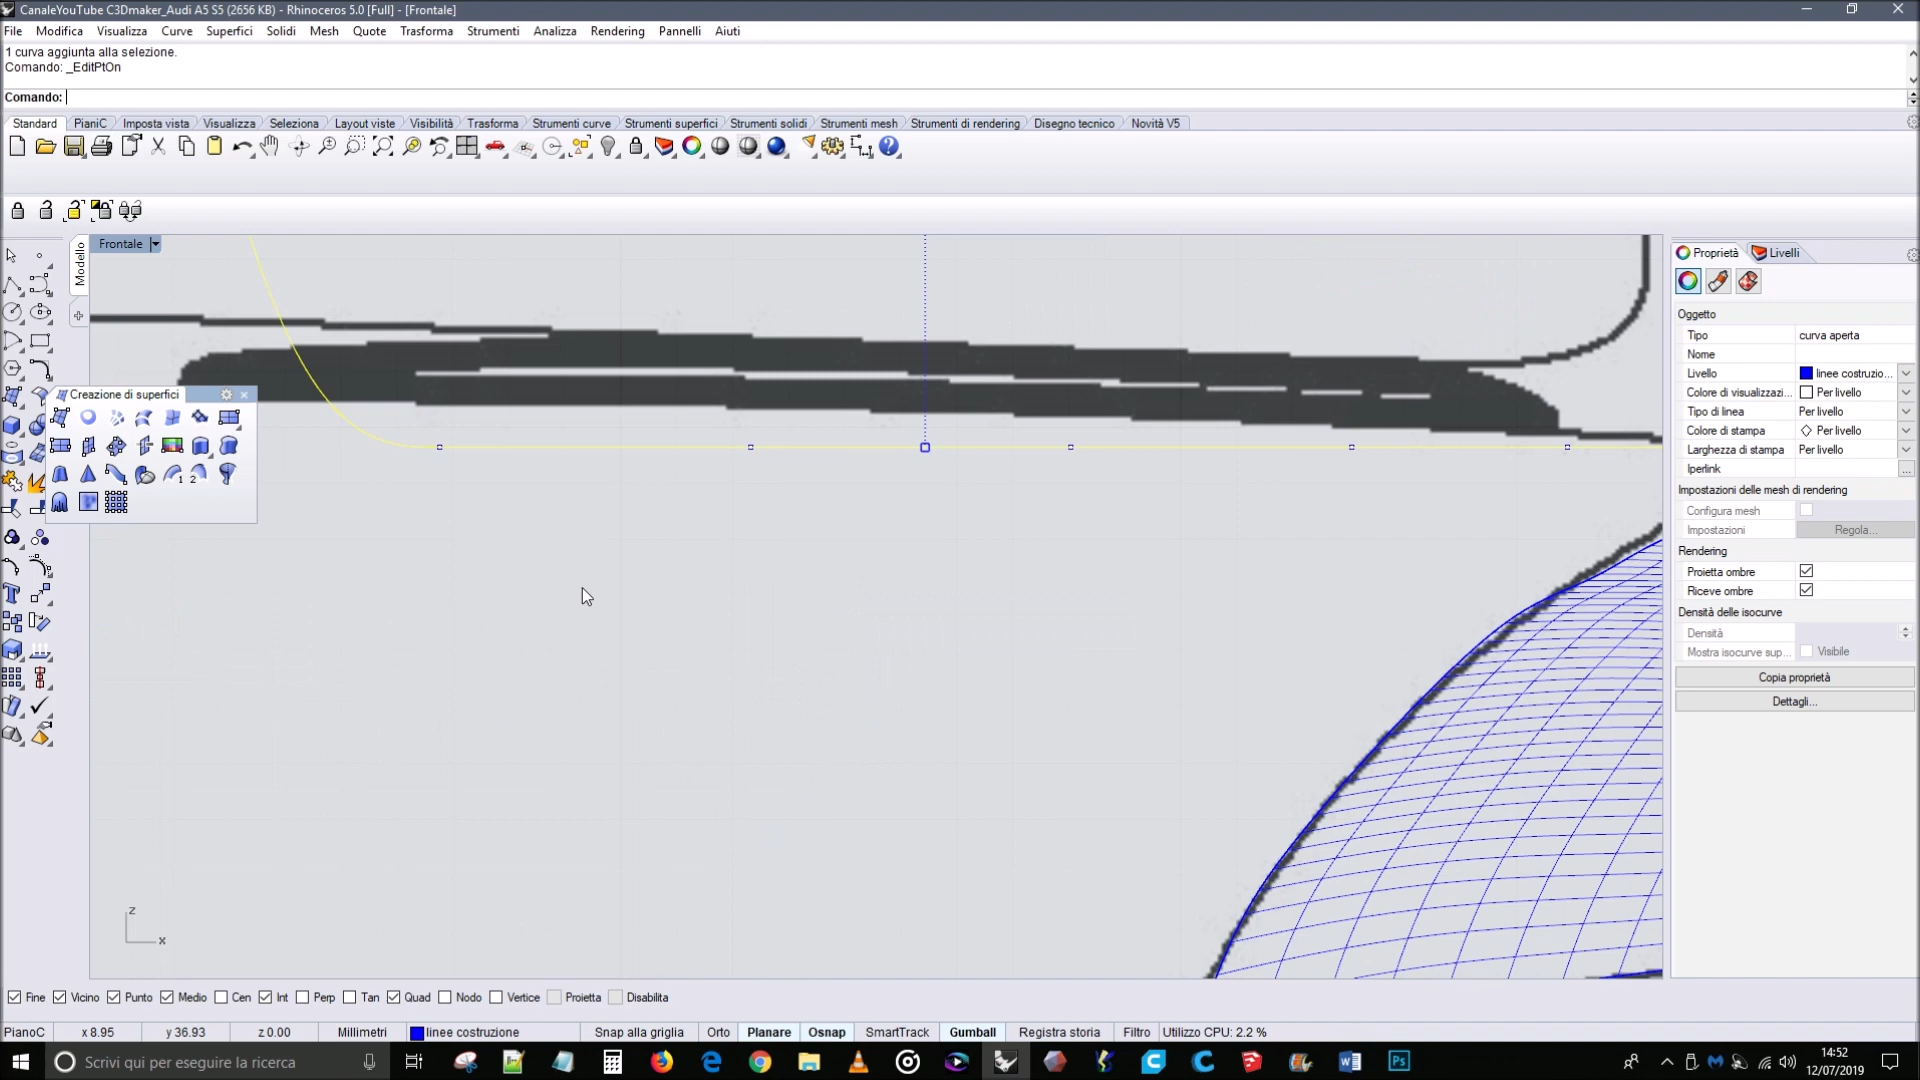 CanaleYouTube C3Dmaker_Audi A5 S5 (2656 KB) - Rhinoceros 5.0 [Full] - [Frontale]
File Modifica Visualizza Curve Superfici Solidi Mesh Quote Trasforma Strumenti Analizza Rendering Pannelli Aiuti
1 curva aggiunta alla selezione.
Comando: _EditPtOn
Comando:
Standard PianiC Imposta vista Visualizza Seleziona Layout viste Visibilità Trasforma Strumenti curve Strumenti superfici Strumenti solidi Strumenti mesh Strumenti di rendering Disegno tecnico Novità V5
Frontale
Modello
Creazione di superfici
1 2
z
x
Proprietà Livelli
Oggetto
Tipo curva aperta
Nome
Livello linee costruzio...
Colore di visualizzazi... Per livello
Tipo di linea Per livello
Colore di stampa Per livello
Larghezza di stampa Per livello
Iperlink ...
Impostazioni delle mesh di rendering
Configura mesh
Impostazioni Regola...
Rendering
Proietta ombre
Riceve ombre
Densità delle isocurve
Densità
Mostra isocurve sup... Visibile
Copia proprietà
Dettagli...
Fine Vicino Punto Medio Cen Int Perp Tan Quad Nodo Vertice Proietta Disabilita
PianoC x 8.95 y 36.93 z 0.00 Millimetri linee costruzione Snap alla griglia Orto Planare Osnap SmartTrack Gumball Registra storia Filtro Utilizzo CPU: 2.2 %
Scrivi qui per eseguire la ricerca
14:52
12/07/2019